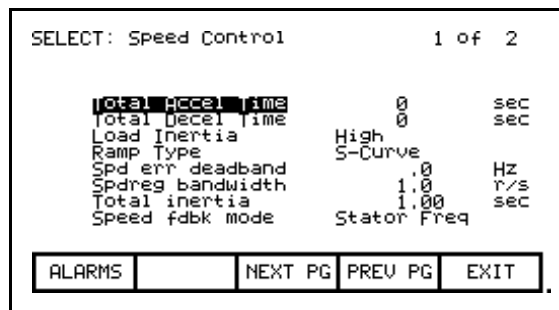 SELECT: Speed Control 1 of 2
Total Accel Time 0 sec
Total Decel Time 0 sec
Load Inertia High
Ramp Type S-Curve
Spd err deadband .0 Hz
Spdreg bandwidth 1.0 r/s
Total inertia 1.00 sec
Speed fdbk mode Stator Freq
ALARMS NEXT PG PREV PG EXIT .